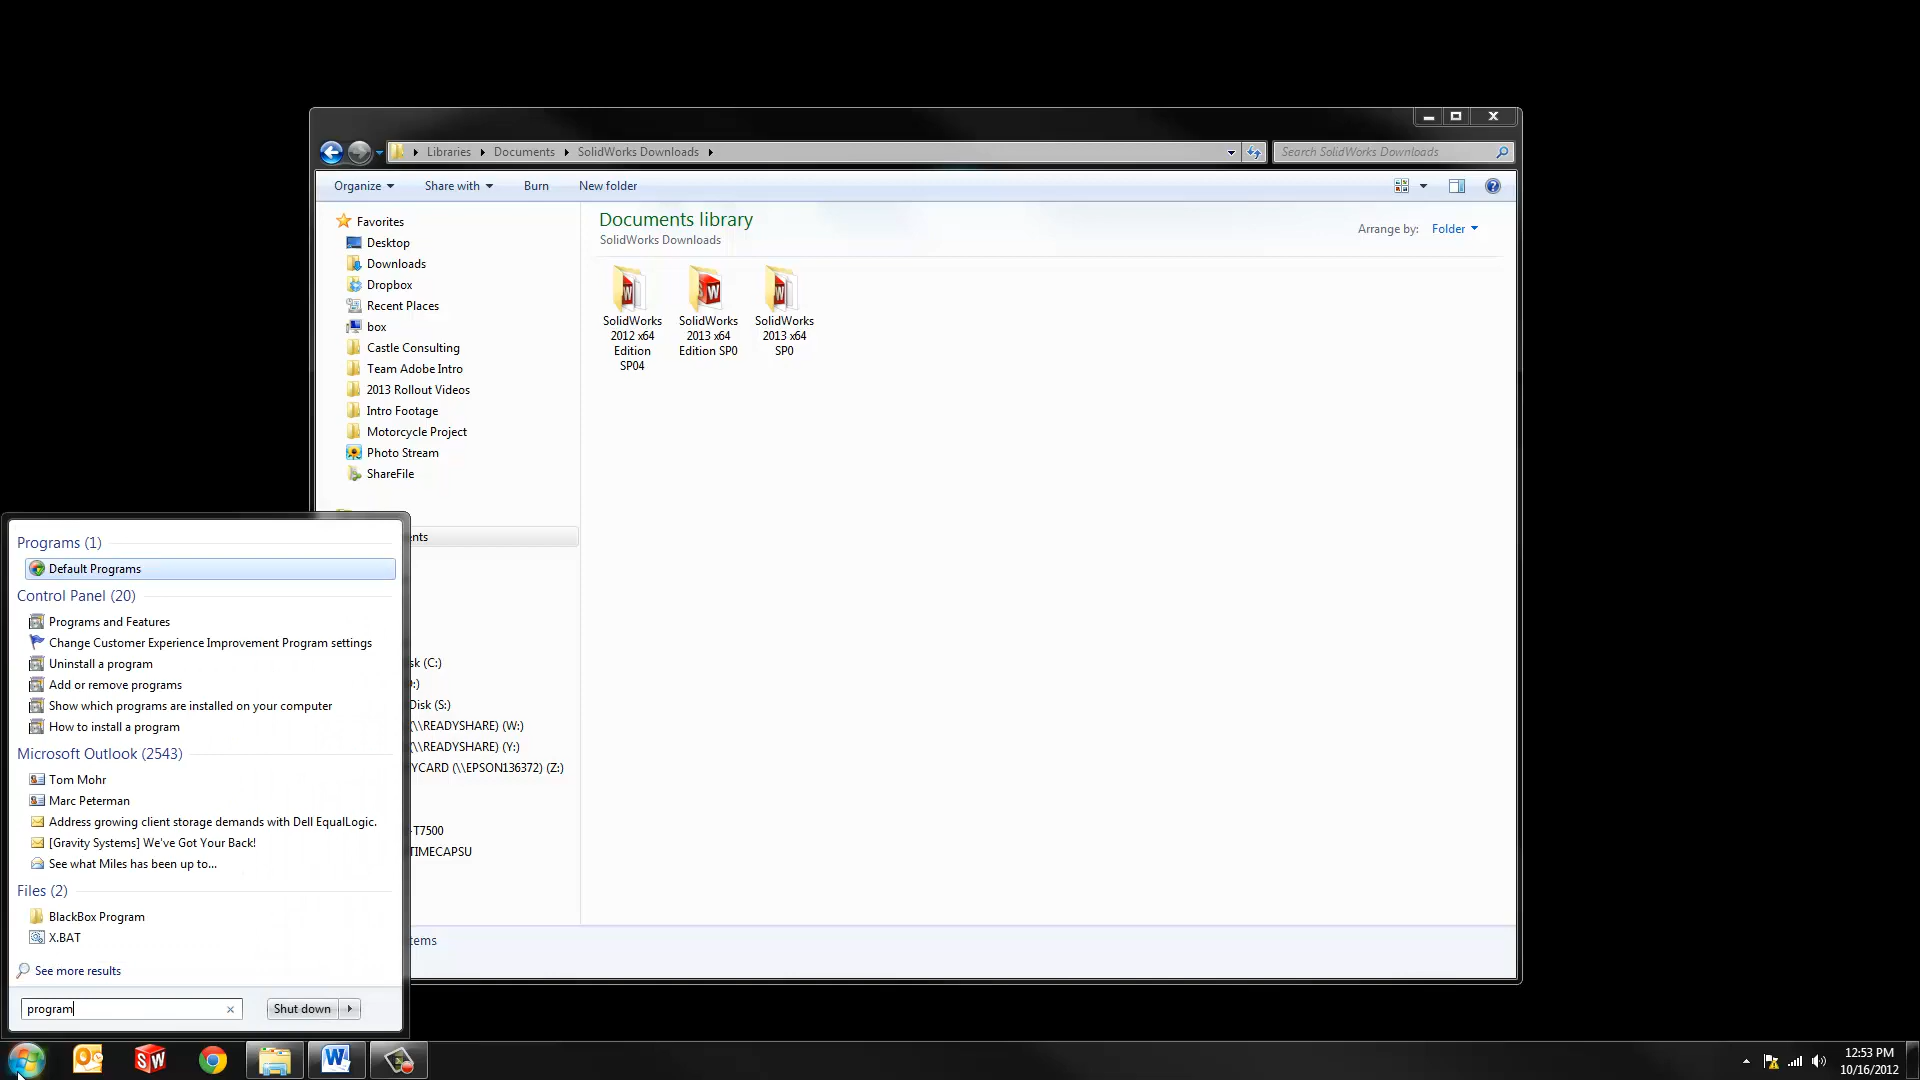 Libraries
Documents
SolidWorks Downloads
Search SolidWorks Downloads
Organize
Share with
Burn
New folder
Favorites
Desktop
Downloads
Dropbox
Recent Places
box
Castle Consulting
Team Adobe Intro
2013 Rollout Videos
Intro Footage
Motorcycle Project
Photo Stream
ShareFile
ents
sk (C:)
):)
Disk (S:)
(\\READYSHARE) (W:)
(\\READYSHARE) (Y:)
YCARD (\\EPSON136372) (Z:)
-T7500
TIMECAPSU
tems
Documents library
SolidWorks Downloads
Arrange by: Folder
SolidWorks
2012 x64
Edition
SP04
SolidWorks
2013 x64
Edition SP0
SolidWorks
2013 x64
SP0
Programs (1)
Default Programs
Control Panel (20)
Programs and Features
Change Customer Experience Improvement Program settings
Uninstall a program
Add or remove programs
Show which programs are installed on your computer
How to install a program
Microsoft Outlook (2543)
Tom Mohr
Marc Peterman
Address growing client storage demands with Dell EqualLogic.
[Gravity Systems] We've Got Your Back!
See what Miles has been up to...
Files (2)
BlackBox Program
X.BAT
See more results
program
Shut down
12:53 PM
10/16/2012